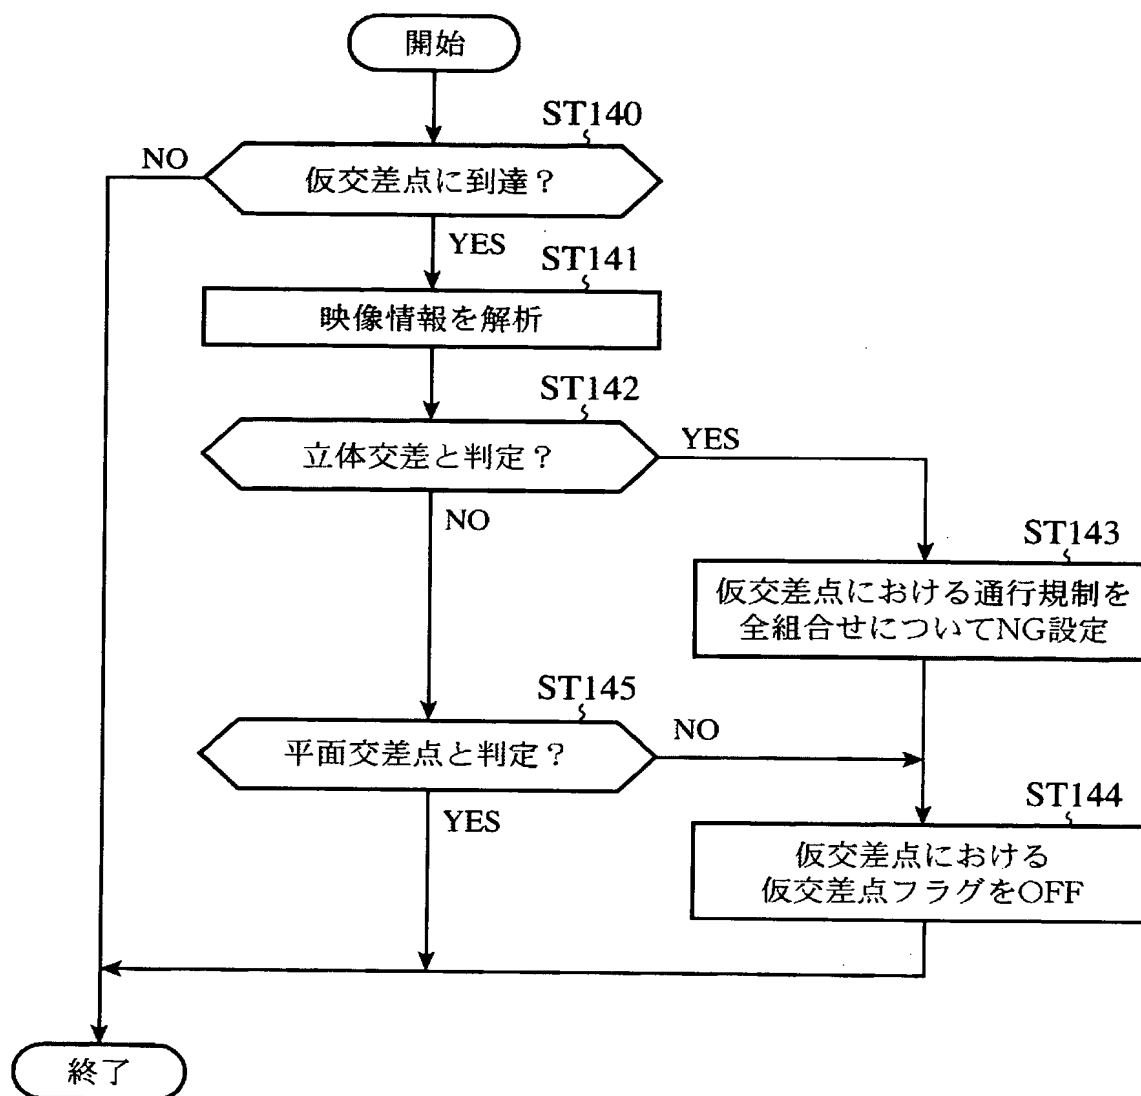 開始
ST140
NO
仮交差点に到達？
YES
ST141
映像情報を解析
ST142
立体交差と判定？
YES
NO
ST143
仮交差点における通行規制を
全組合せについてNG設定
ST145
平面交差点と判定？
NO
YES
ST144
仮交差点における
仮交差点フラグをOFF
終了